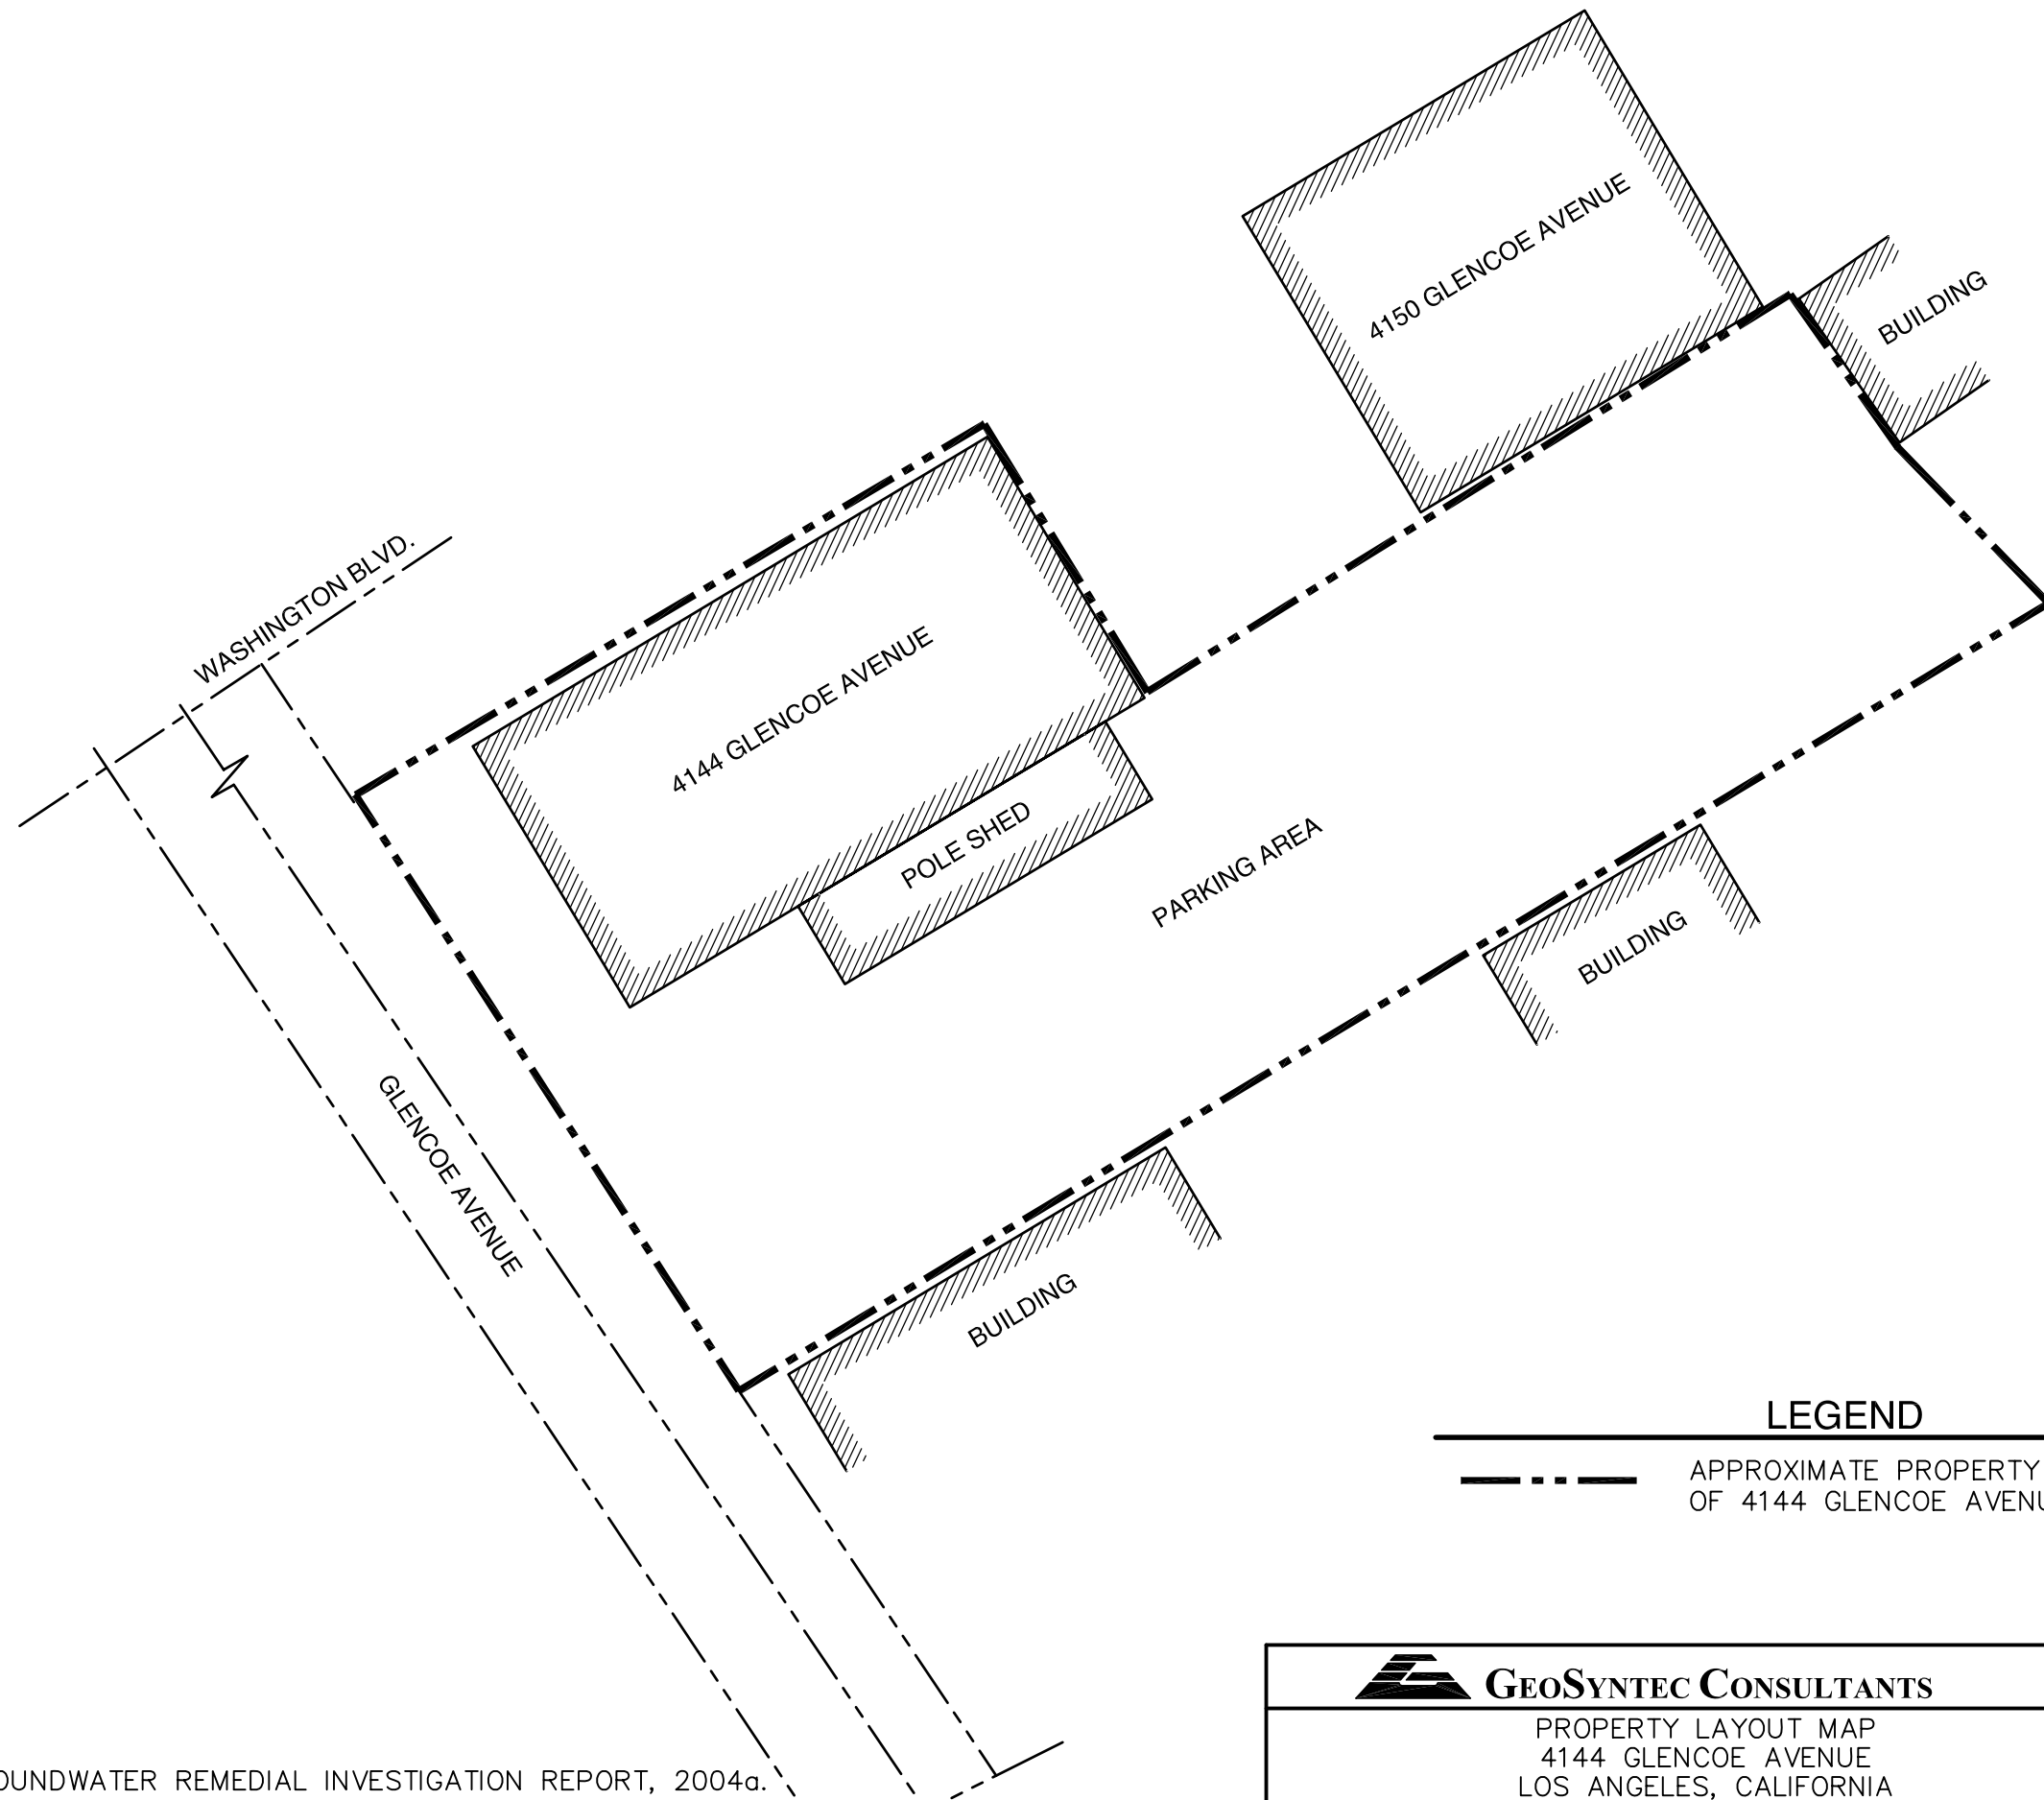 4150 GLENCOE AVENUE
BUILDING
WASHINGTON BLVD.
4144 GLENCOE AVENUE
POLE SHED
PARKING AREA
BUILDING
GLENCOE AVENUE
BUILDING
LEGEND
APPROXIMATE PROPERTY
OF 4144 GLENCOE
GEOSYNTEC CONSULTANTS
PROPERTY LAYOUT MAP
4144 GLENCOE AVENUE
LOS ANGELES, CALIFORNIA
REMEDIAL INVESTIGATION REPORT, 2004a.